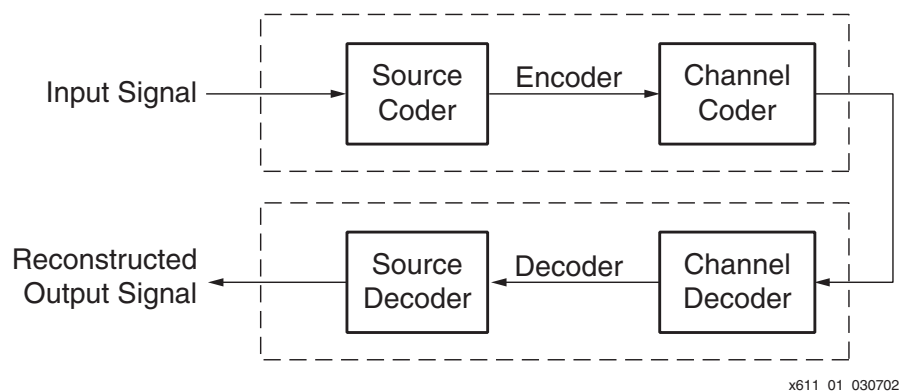 Input Signal
Source
Coder
Encoder
Channel
Coder
Reconstructed
Output Signal
Source
Decoder
Decoder
Channel
Decoder
x611_01_030702